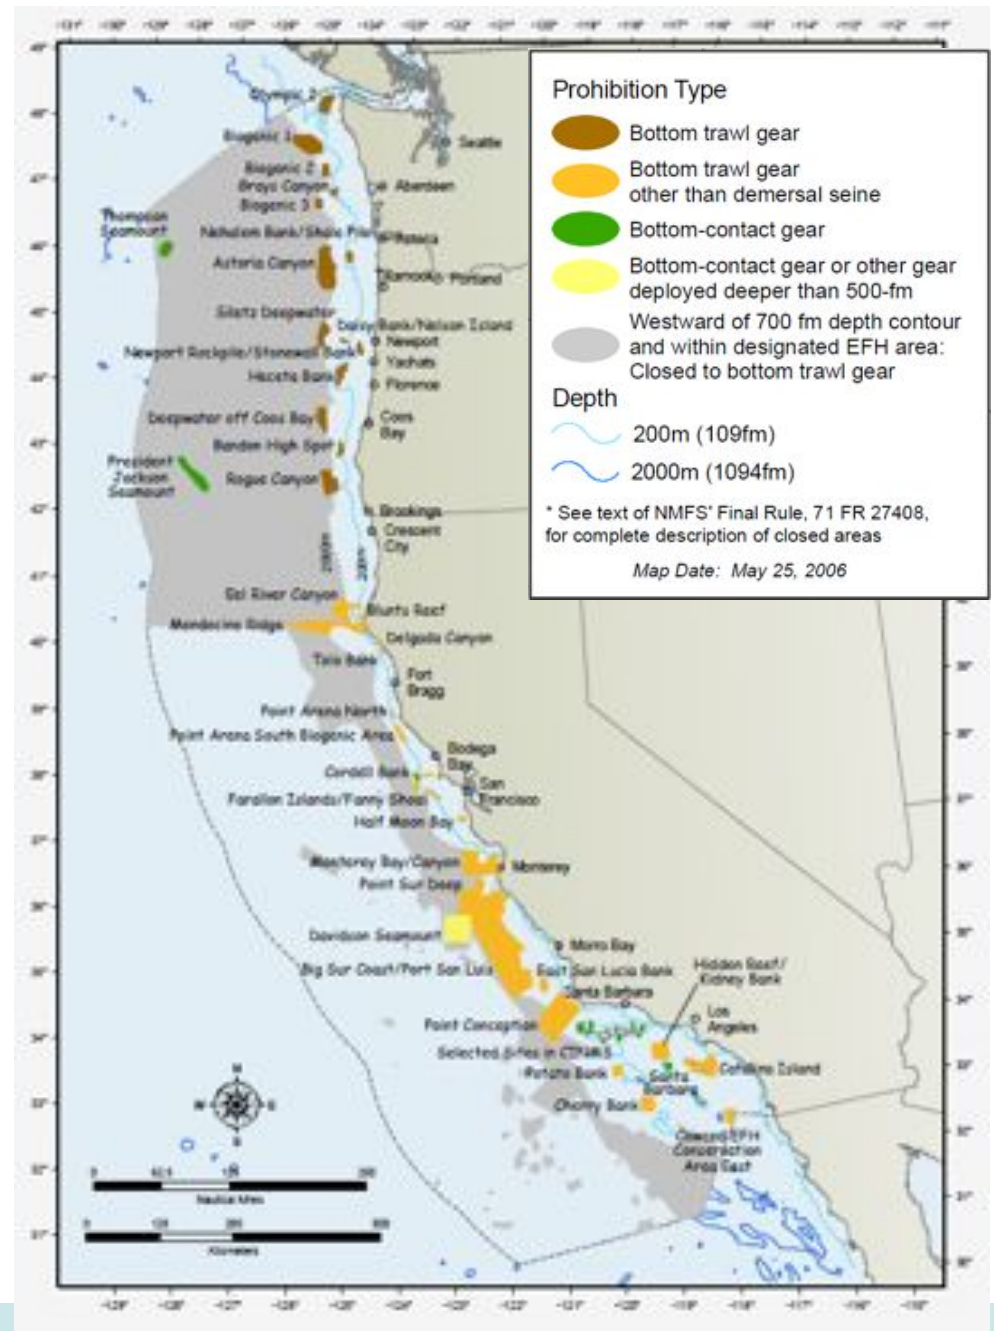 Prohibition Type
Bottom trawl gear
Bottom trawl gear
other than demersal seine
Bottom-contact gear
Bottom-contact gear or other gear
deployed deeper than 500-fm
Westward of 700 fm depth contour
and within designated EFH area:
Closed to bottom trawl gear
Depth
200m (109fm)
2000m (1094fm)
* See text of NMFS' Final Rule, 71 FR 27408,
for complete description of closed areas
Map Date: May 25, 2006
Olympic 2
Biogenic 1
Seattle
Biogenic 2
Grays Canyon
Aberdeen
Biogenic 3
Thompson
Seamount
Nehalem Bank/Shale Pile
Astoria Canyon
Tillamook
Portland
Siletz Deepwater
Daisy Bank/Nelson Island
Newport
Newport Rockpile/Stonewall Bank
Yachats
Heceta Bank
Florence
Deepwater off Coos Bay
Coos
Bay
Bandon High Spot
President
Jackson
Seamount
Rogue Canyon
Brookings
Crescent
City
2000m
200m
Eel River Canyon
Blunts Reef
Mendocino Ridge
Delgada Canyon
Tolo Bank
Fort
Bragg
Point Arena North
Point Arena South Biogenic Area
Bodega
Bay
Cordell Bank
San
Francisco
Farallon Islands/Fanny Shoal
Half Moon Bay
Monterey Bay/Canyon
Monterey
Point Sur Deep
Davidson Seamount
Morro Bay
Big Sur Coast/Port San Luis
East San Lucia Bank
Hidden Reef/
Kidney Bank
Santa Barbara
Point Conception
Los
Angeles
Selected Sites in CINMS
Potato Bank
Santa
Barbara
Catalina Island
Cherry Bank
Cowcod EFH
Conservation
Area East
N
W
S
Nautical Miles
Kilometers